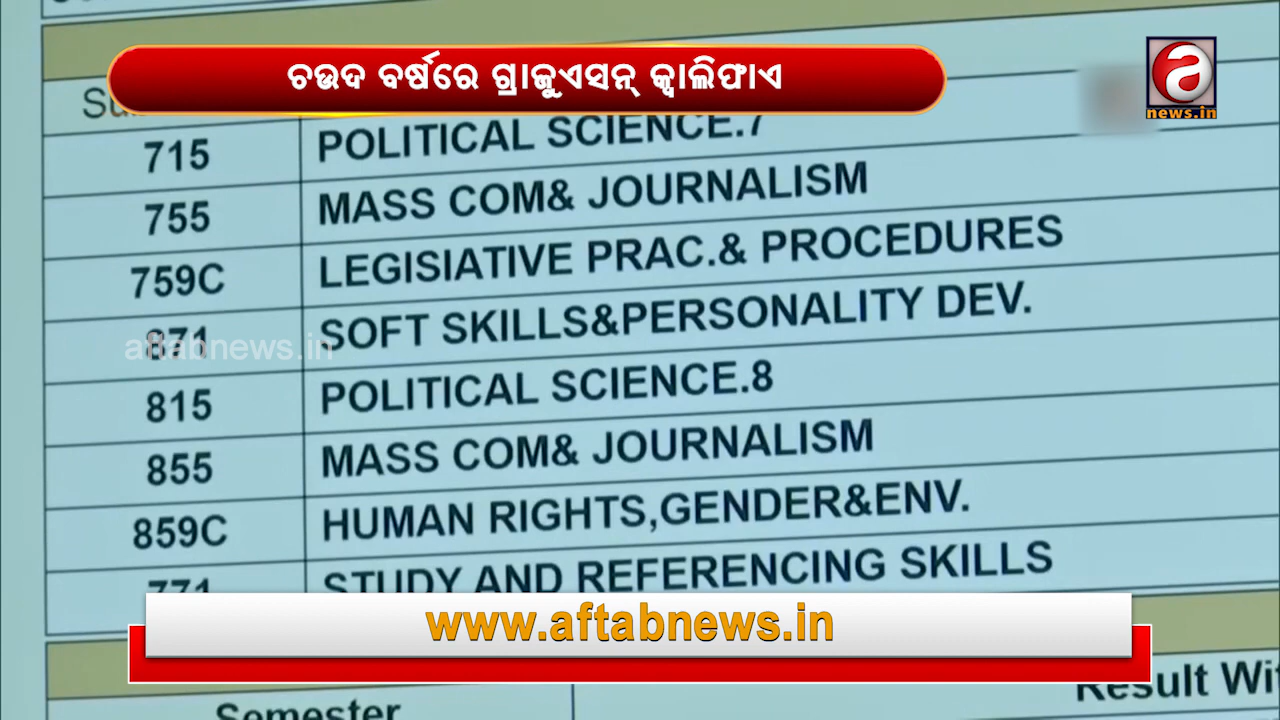 ଚଉଦ ବର୍ଷରେ ଗ୍ରାଜୁଏସନ୍ କ୍ୱାଲିଫାଏ
a
news.in
715 POLITICAL SCIENCE.7
755 MASS COM& JOURNALISM
759C LEGISIATIVE PRAC.& PROCEDURES
871 SOFT SKILLS&PERSONALITY DEV.
aftabnews.in
815 POLITICAL SCIENCE.8
855 MASS COM& JOURNALISM
859C HUMAN RIGHTS,GENDER&ENV.
771 STUDY AND REFERENCING SKILLS
www.aftabnews.in
Semester Result